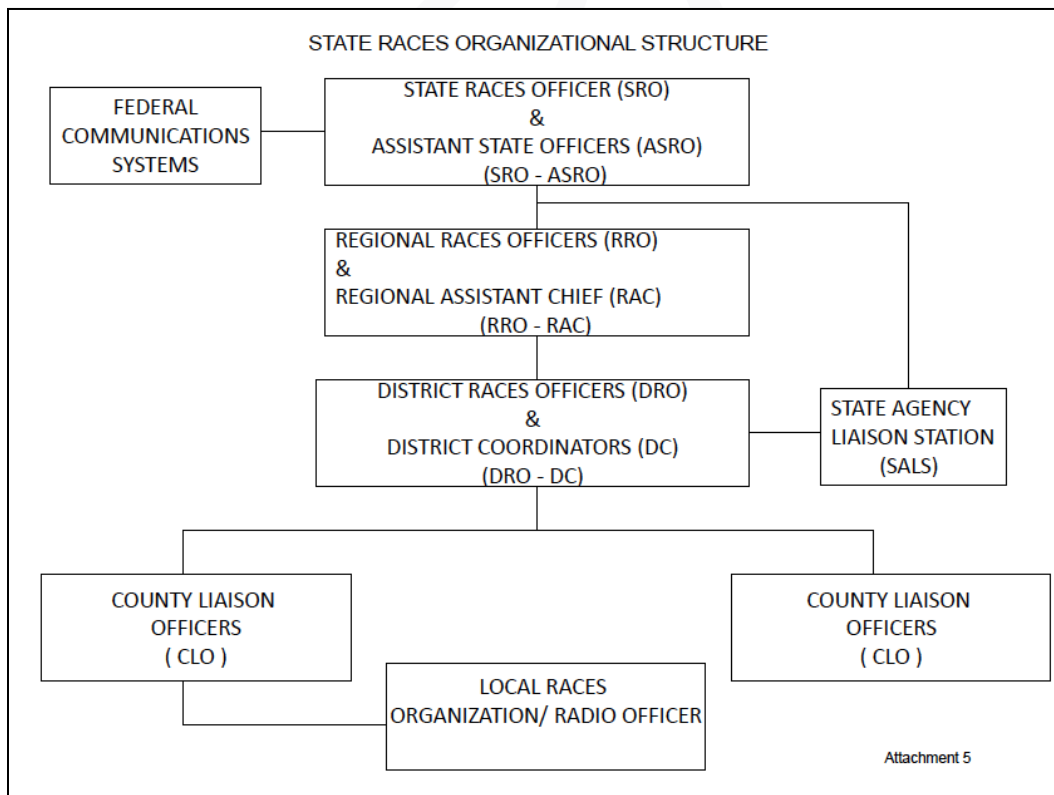 STATE RACES ORGANIZATIONAL STRUCTURE
FEDERAL
COMMUNICATIONS
SYSTEMS
STATE RACES OFFICER (SRO)
&
ASSISTANT STATE OFFICERS (ASRO)
(SRO - ASRO)
REGIONAL RACES OFFICERS (RRO)
&
REGIONAL ASSISTANT CHIEF (RAC)
(RRO - RAC)
DISTRICT RACES OFFICERS (DRO)
&
DISTRICT COORDINATORS (DC)
(DRO - DC)
STATE AGENCY
LIAISON STATION
(SALS)
COUNTY LIAISON
OFFICERS
( CLO )
COUNTY LIAISON
OFFICERS
( CLO )
LOCAL RACES
ORGANIZATION/ RADIO OFFICER
Attachment 5